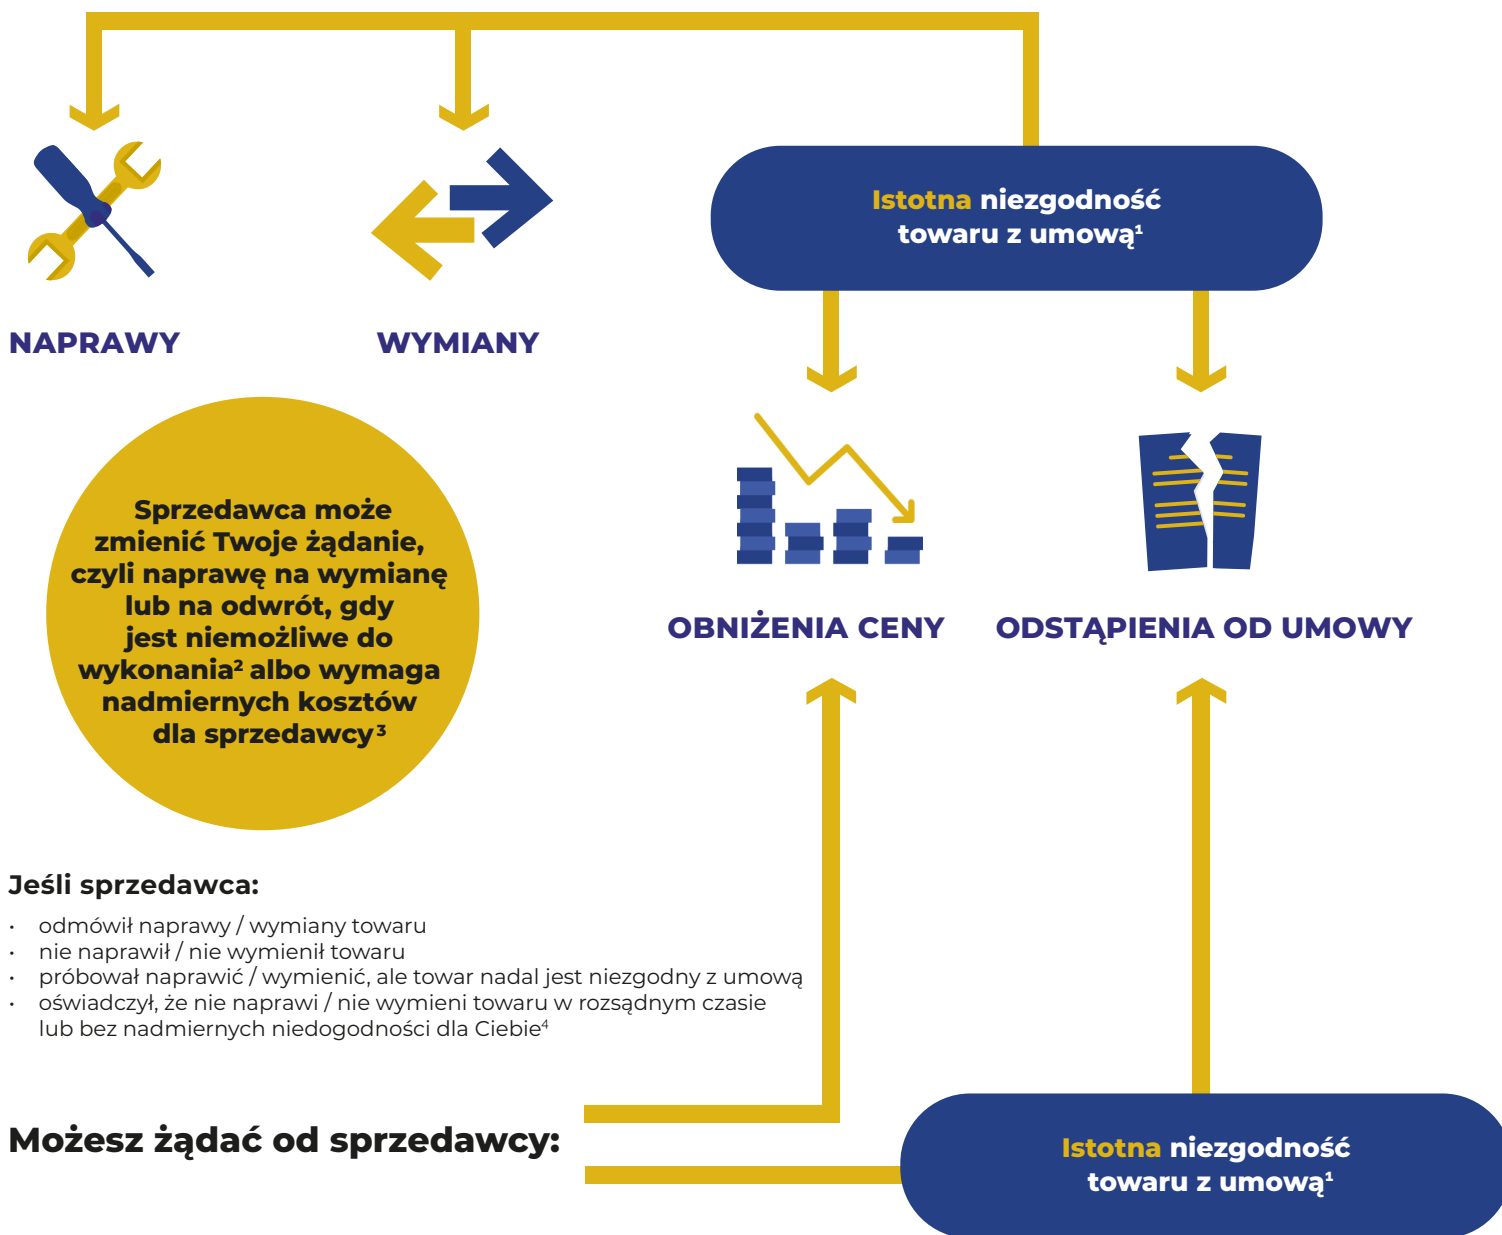 Istotna niezgodność
towaru z umową¹
NAPRAWY
WYMIANY
Sprzedawca może
zmienić Twoje żądanie,
czyli naprawę na wymianę
lub na odwrót, gdy
jest niemożliwe do
wykonania² albo wymaga
nadmiernych kosztów
dla sprzedawcy³
OBNIŻENIA CENY
ODSTĄPIENIA OD UMOWY
Jeśli sprzedawca:
· odmówił naprawy / wymiany towaru
· nie naprawił / nie wymienił towaru
· próbował naprawić / wymienić, ale towar nadal jest niezgodny z umową
· oświadczył, że nie naprawi / nie wymieni towaru w rozsądnym czasie
lub bez nadmiernych niedogodności dla Ciebie⁴
Możesz żądać od sprzedawcy:
Istotna niezgodność
towaru z umową¹